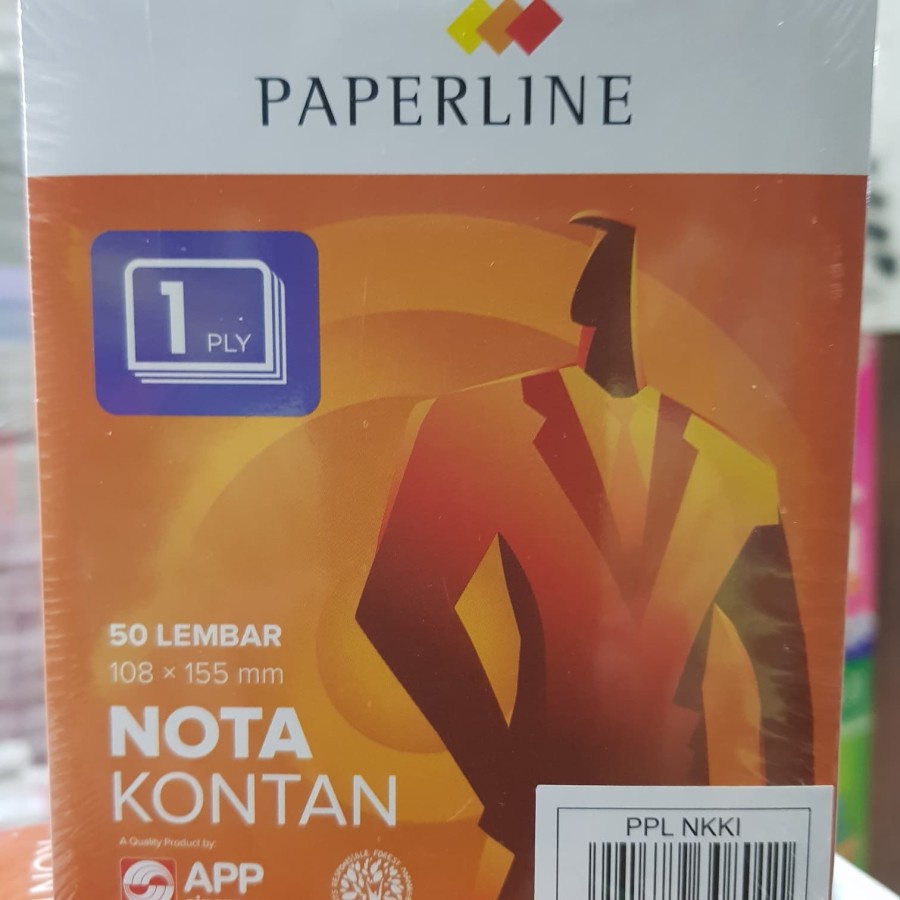 PAPERLINE
1 PLY
50 LEMBAR
108 × 155 mm
NOTA
KONTAN
A Quality Product by:
APP
PPL NKKI